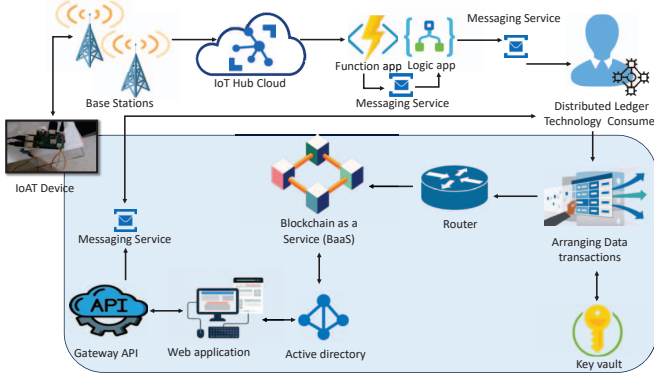 Messaging Service
Function app
Logic app
Base Stations
IoT Hub Cloud
Messaging Service
Distributed Ledger
Technology Consume
IoAT Device
Messaging Service
Blockchain as a
Service (BaaS)
Router
Arranging Data
transactions
API
Gateway API
Web application
Active directory
Key vault